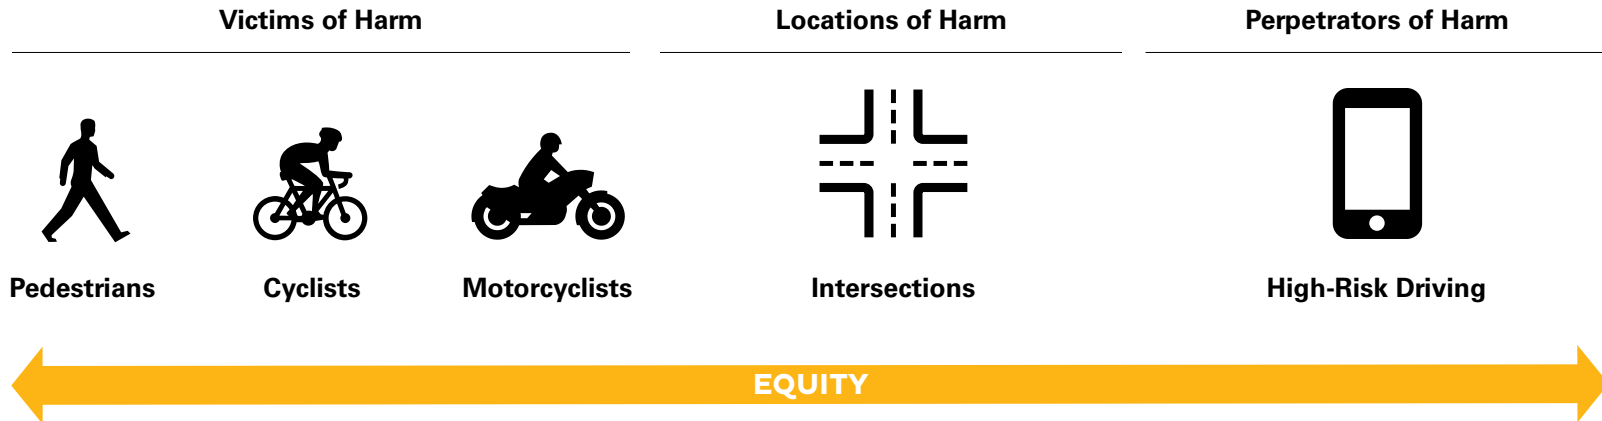 Victims of Harm
Locations of Harm
Perpetrators of Harm
Pedestrians
Cyclists
Motorcyclists
Intersections
High-Risk Driving
EQUITY